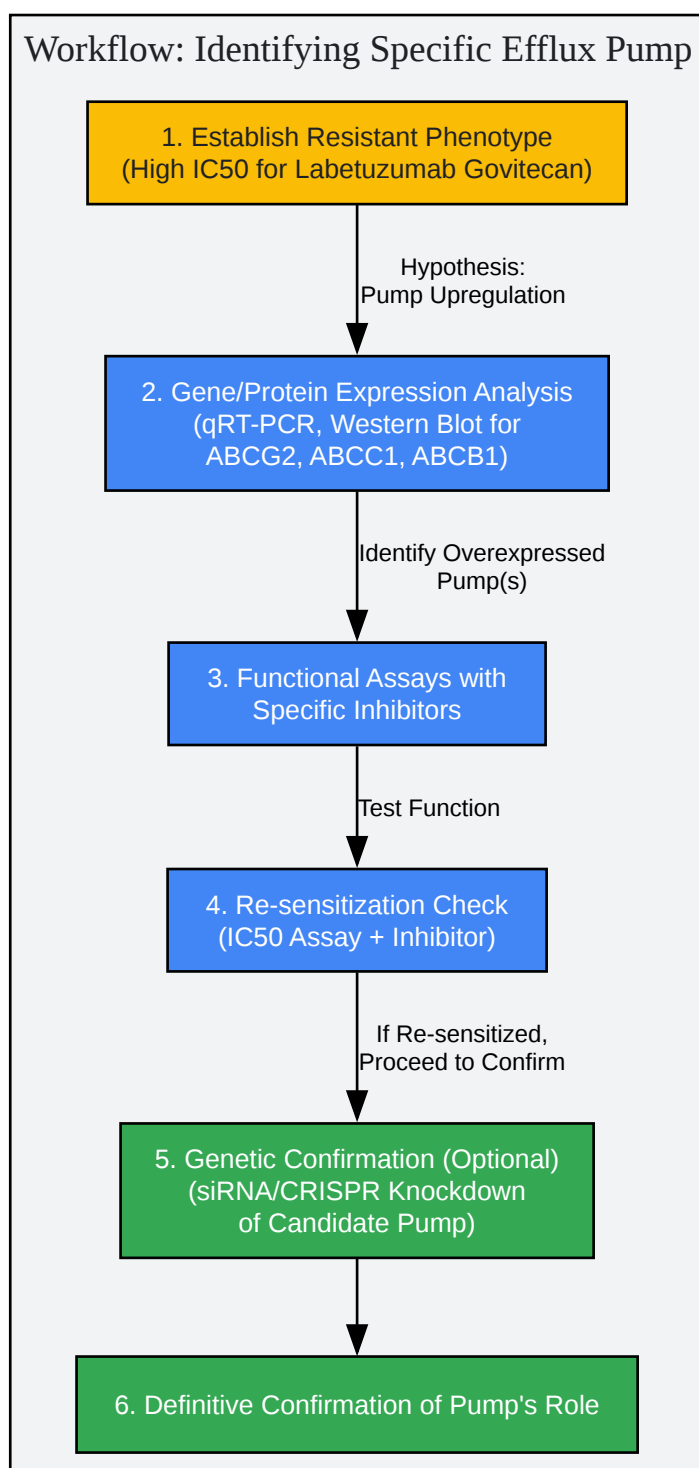 Workflow: Identifying Specific Efflux Pump
1. Establish Resistant Phenotype
(High IC50 for Labetuzumab Govitecan)
Hypothesis:
Pump Upregulation
2. Gene/Protein Expression Analysis
(qRT-PCR, Western Blot for
ABCG2, ABCC1, ABCB1)
Identify Overexpressed
Pump(s)
3. Functional Assays with
Specific Inhibitors
Test Function
4. Re-sensitization Check
(IC50 Assay + Inhibitor)
If Re-sensitized,
Proceed to Confirm
5. Genetic Confirmation (Optional)
(siRNA/CRISPR Knockdown
of Candidate Pump)
6. Definitive Confirmation of Pump's Role